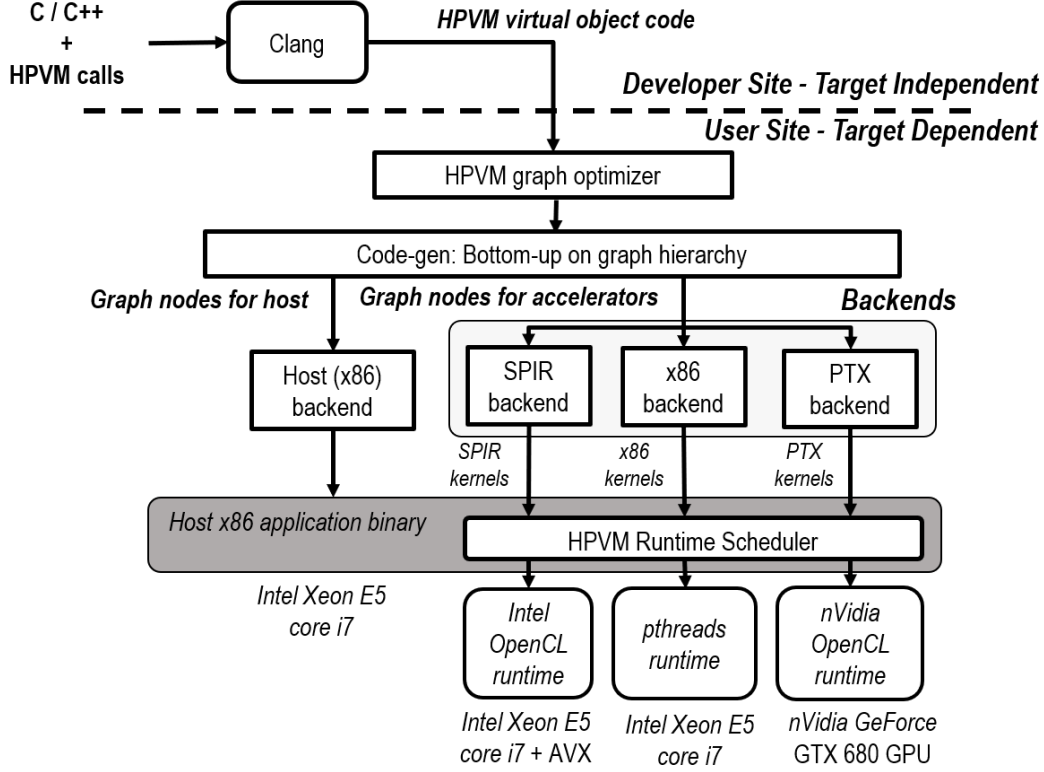 C / C++
+
HPVM calls
Clang
HPVM virtual object code
Developer Site - Target Independent
User Site - Target Dependent
HPVM graph optimizer
Code-gen: Bottom-up on graph hierarchy
Graph nodes for host
Graph nodes for accelerators
Backends
Host (x86)
backend
SPIR
backend
x86
backend
PTX
backend
SPIR
kernels
x86
kernels
PTX
kernels
Host x86 application binary
HPVM Runtime Scheduler
Intel Xeon E5
core i7
Intel
OpenCL
runtime
pthreads
runtime
nVidia
OpenCL
runtime
Intel Xeon E5
core i7 + AVX
Intel Xeon E5
core i7
nVidia GeForce
GTX 680 GPU